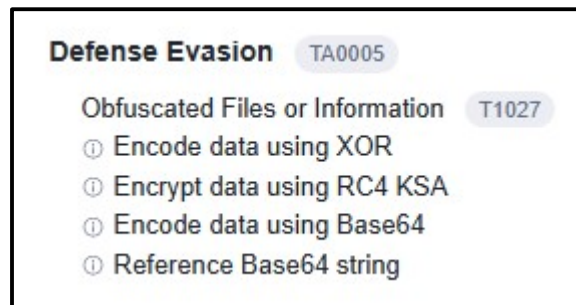 Defense Evasion TA0005
Obfuscated Files or Information T1027
Encode data using XOR
Encrypt data using RC4 KSA
Encode data using Base64
Reference Base64 string